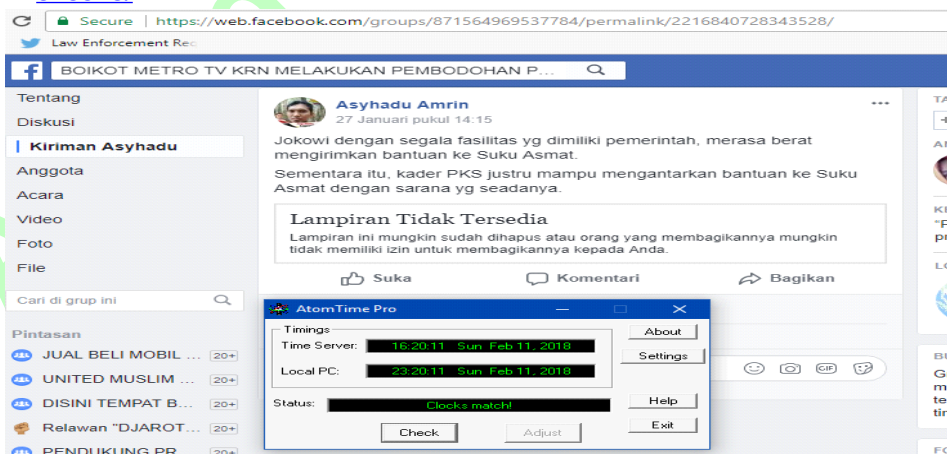 Secure | https://web.facebook.com/groups/871564969537784/permalink/2216840728343528/
Law Enforcement Rec
f BOIKOT METRO TV KRN MELAKUKAN PEMBODOHAN P...
Tentang
Diskusi
Kiriman Asyhadu
Anggota
Acara
Video
Foto
File
Cari di grup ini
Pintasan
JUAL BELI MOBIL ... 20+
UNITED MUSLIM ... 20+
DISINI TEMPAT B... 20+
Relawan "DJAROT... 20+
PENDUKUNG PR 20+
Asyhadu Amrin
27 Januari pukul 14:15
Jokowi dengan segala fasilitas yg dimiliki pemerintah, merasa berat
mengirimkan bantuan ke Suku Asmat.
Sementara itu, kader PKS justru mampu mengantarkan bantuan ke Suku
Asmat dengan sarana yg seadanya.
Lampiran Tidak Tersedia
Lampiran ini mungkin sudah dihapus atau orang yang membagikannya mungkin
tidak memiliki izin untuk membagikannya kepada Anda.
Suka Komentari Bagikan
AtomTime Pro
Timings
Time Server: 16:20:11 Sun Feb 11, 2018
Local PC: 23:20:11 Sun Feb 11, 2018
Status: Clocks match!
Check Adjust
About
Settings
Help
Exit
GIF